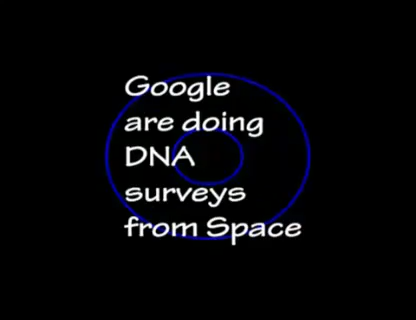 Google
are doing
DNA
surveys
from Space